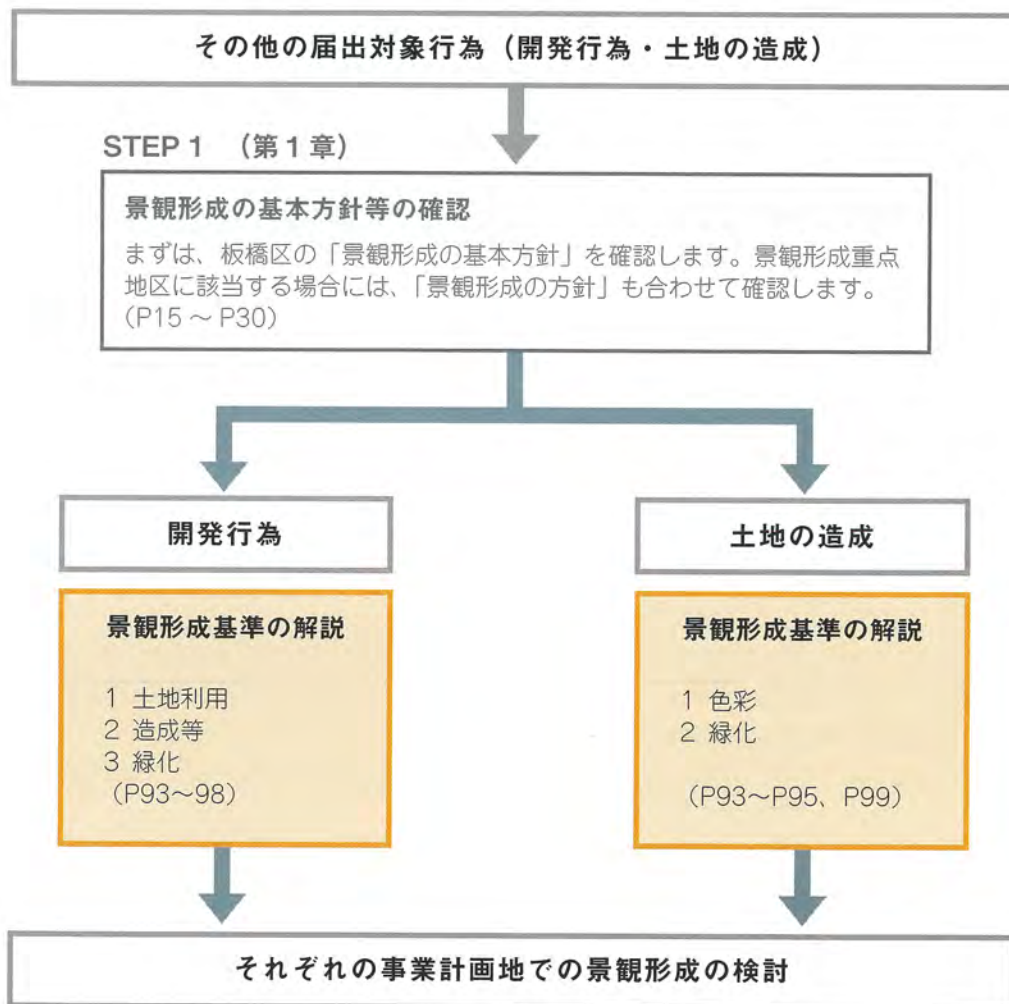 その他の届出対象行為（開発行為・土地の造成）
STEP 1 （第1章）
景観形成の基本方針等の確認
まずは、板橋区の「景観形成の基本方針」を確認します。景観形成重点
地区に該当する場合には、「景観形成の方針」も合わせて確認します。
（P15 ～ P30）
開発行為
景観形成基準の解説
1 土地利用
2 造成等
3 緑化
（P93～98）
土地の造成
景観形成基準の解説
1 色彩
2 緑化
（P93～P95、P99）
それぞれの事業計画地での景観形成の検討